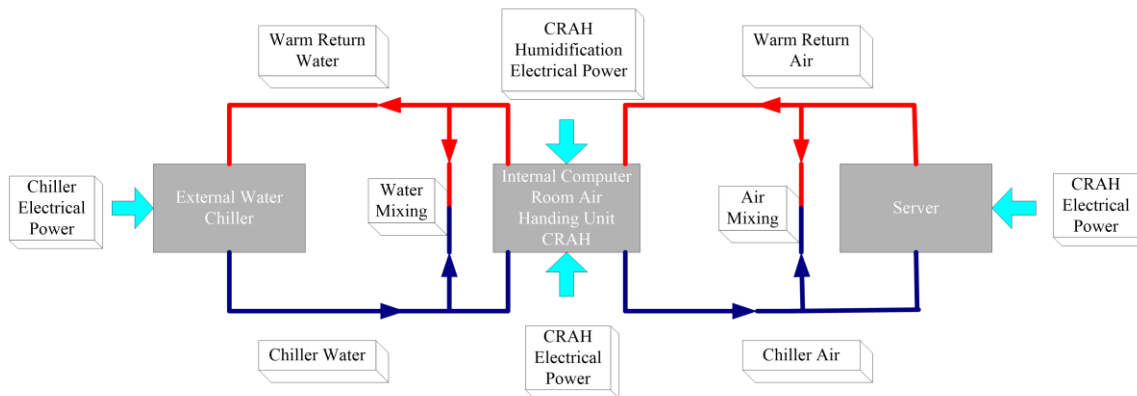 Warm Return
Water
CRAH
Humidification
Electrical Power
Warm Return
Air
Chiller
Electrical
Power
External Water
Chiller
Water
Mixing
Internal Computer
Room Air
Handing Unit
CRAH
Air
Mixing
Server
CRAH
Electrical
Power
Chiller Water
CRAH
Electrical
Power
Chiller Air